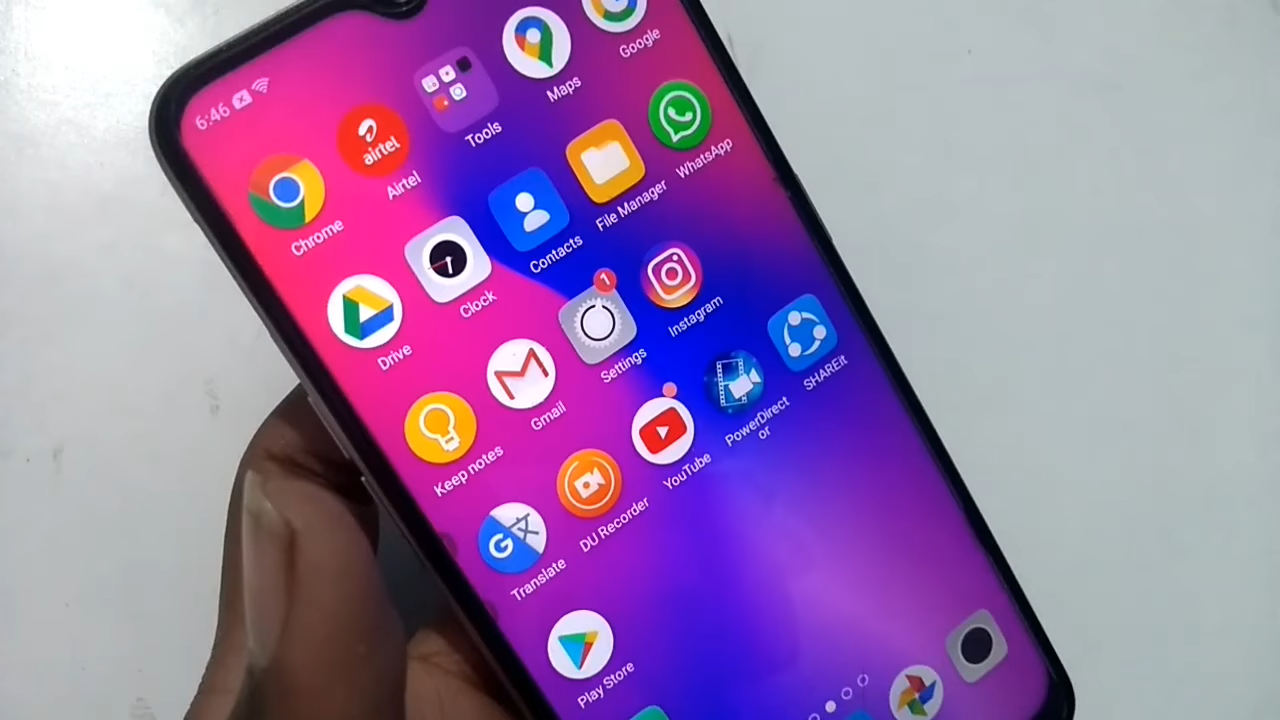 6:46
Chrome
airtel
Airtel
Tools
Maps
Google
Drive
Clock
Contacts
File Manager
WhatsApp
Keep notes
Gmail
1
Settings
Instagram
G
Translate
DU Recorder
YouTube
PowerDirect
or
SHAREit
Play Store